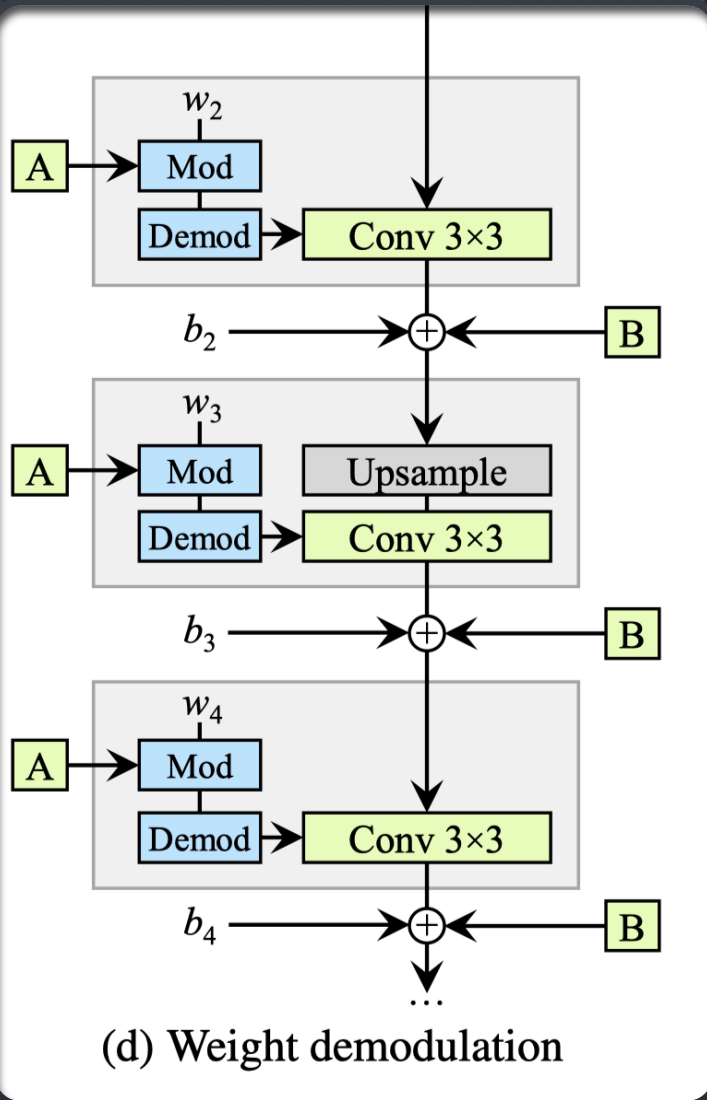 w₂
A
Mod
Demod
Conv 3×3
b₂
+
B
w₃
A
Mod
Upsample
Demod
Conv 3×3
b₃
+
B
w₄
A
Mod
Demod
Conv 3×3
b₄
+
B
...
(d) Weight demodulation